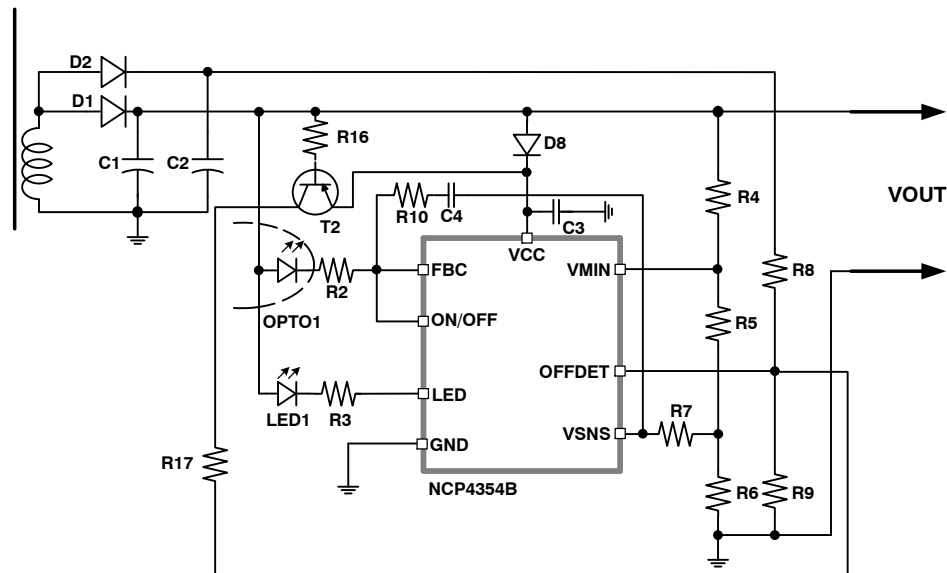 D2
D1
R16
D8
C1
C2
R4
VOUT
R10
C4
T2
C3
VCC
FBC
VMIN
R2
R8
OPTO1
ON/OFF
R5
OFFDET
LED
LED1
R3
R7
VSNS
GND
R17
R6
R9
NCP4354B